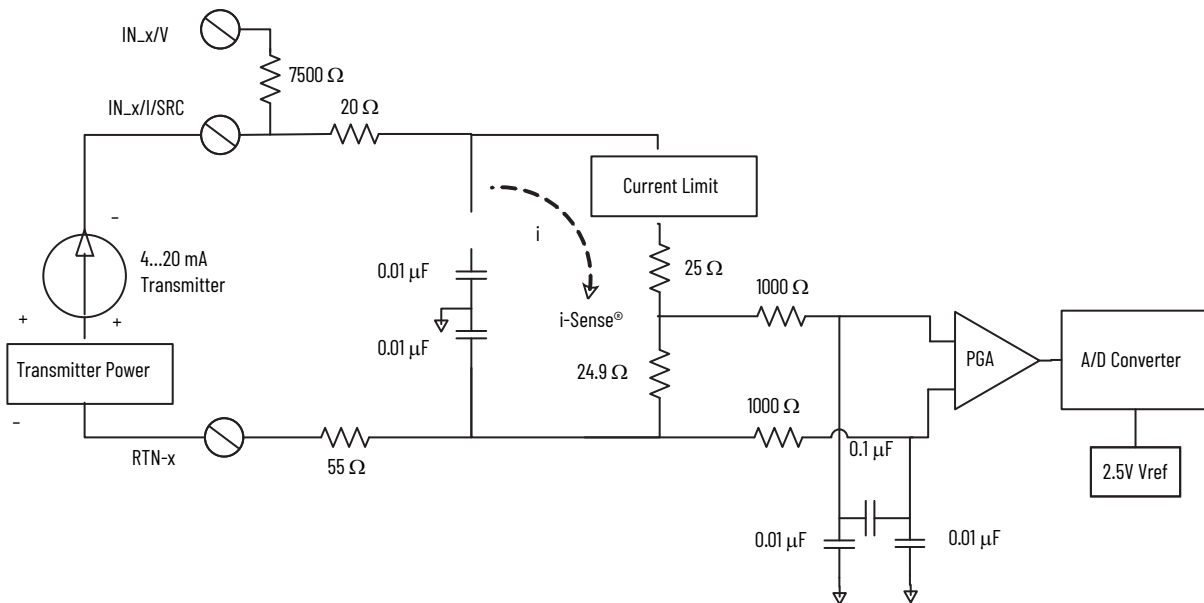 IN_x/V
7500 Ω
IN_x/I/SRC
20 Ω
Current Limit
–
i
4...20 mA
Transmitter
0.01 µF
25 Ω
1000 Ω
i-Sense®
+
+
0.01 µF
PGA
A/D Converter
Transmitter Power
24.9 Ω
–
1000 Ω
RTN-x
55 Ω
0.1 µF
2.5V Vref
0.01 µF
0.01 µF